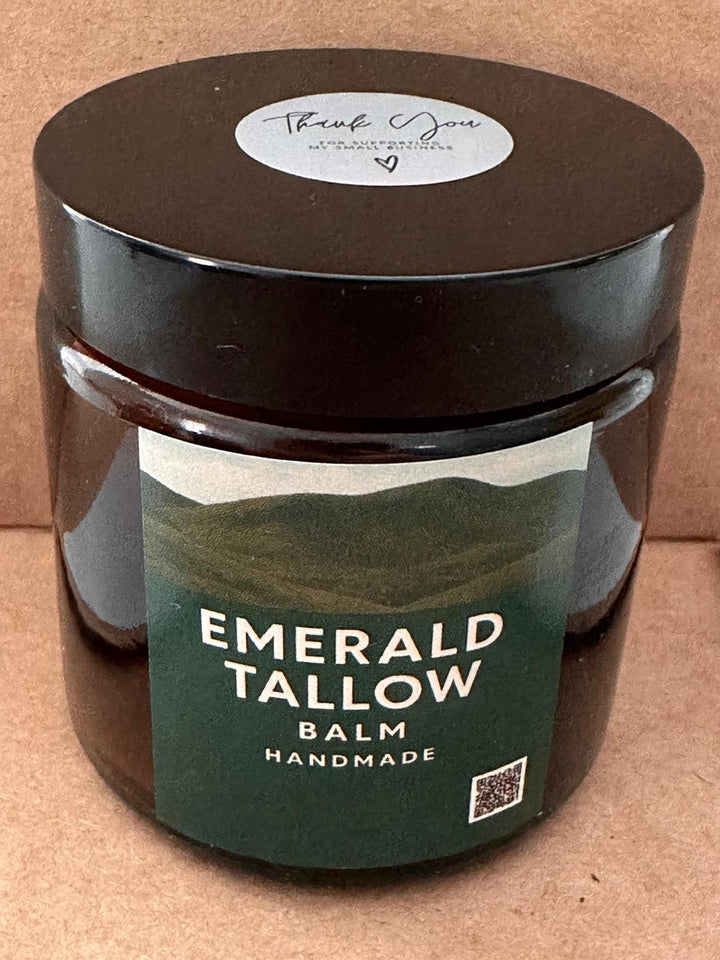 Thank You
FOR SUPPORTING
MY SMALL BUSINESS
EMERALD
TALLOW
BALM
HANDMADE